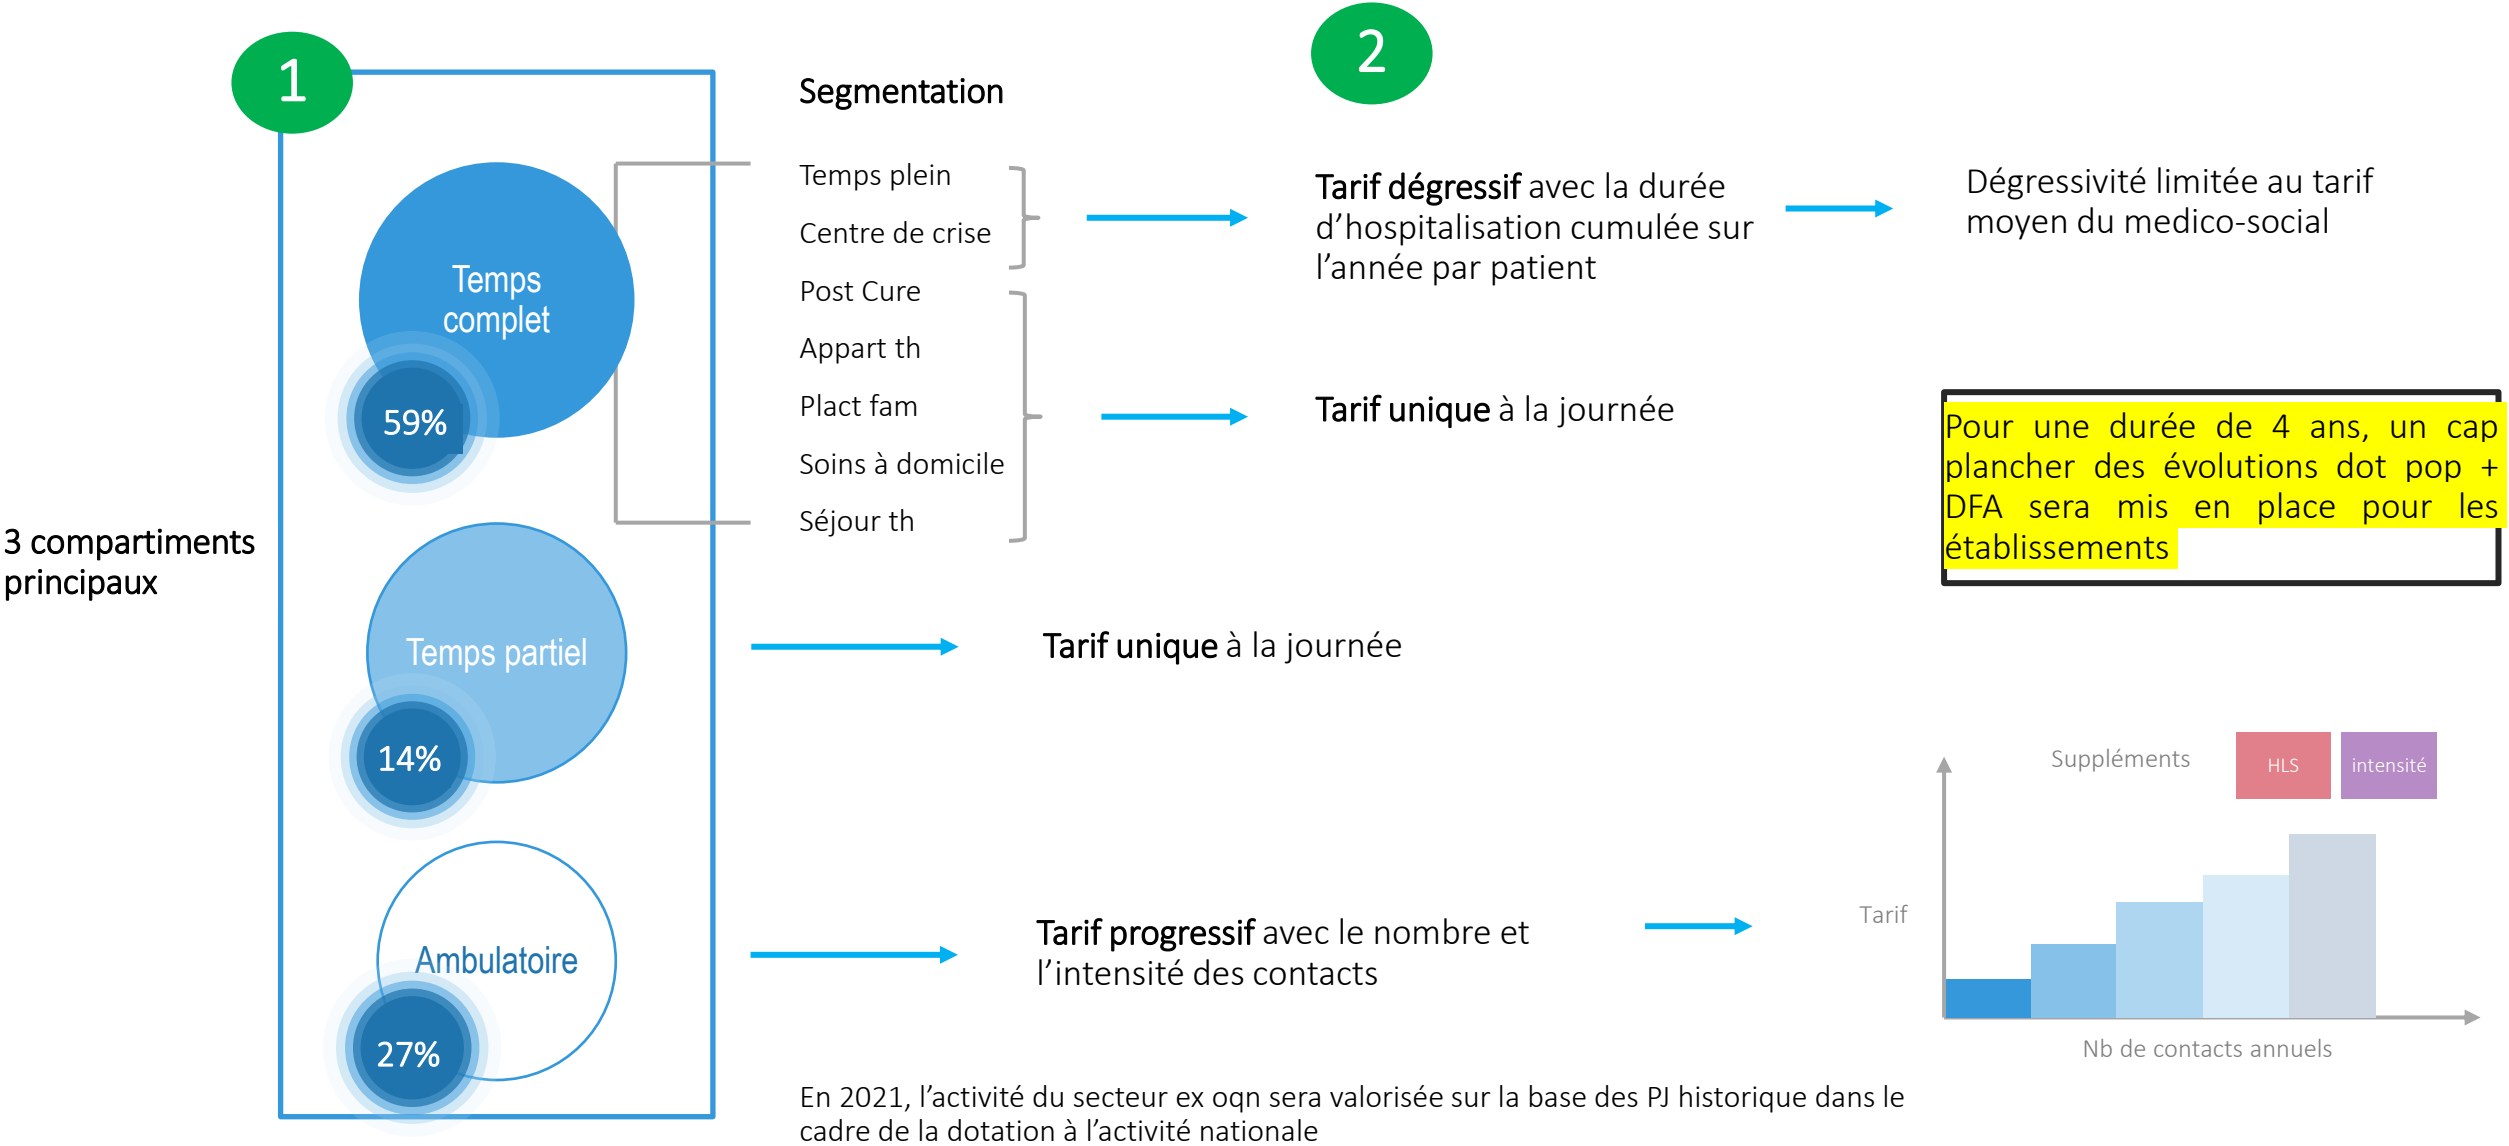 1
2
Segmentation
3 compartiments
principaux
Temps
complet
59%
Temps partiel
14%
Ambulatoire
27%
Temps plein
Centre de crise
Post Cure
Appart th
Plact fam
Soins à domicile
Séjour th
Tarif dégressif avec la durée
d’hospitalisation cumulée sur
l’année par patient
Dégressivité limitée au tarif
moyen du medico-social
Tarif unique à la journée
Pour une durée de 4 ans, un cap
plancher des évolutions dot pop +
DFA sera mis en place pour les
établissements
Tarif unique à la journée
Tarif progressif avec le nombre et
l’intensité des contacts
Suppléments
HLS
intensité
Tarif
Nb de contacts annuels
En 2021, l’activité du secteur ex oqn sera valorisée sur la base des PJ historique dans le
cadre de la dotation à l’activité nationale